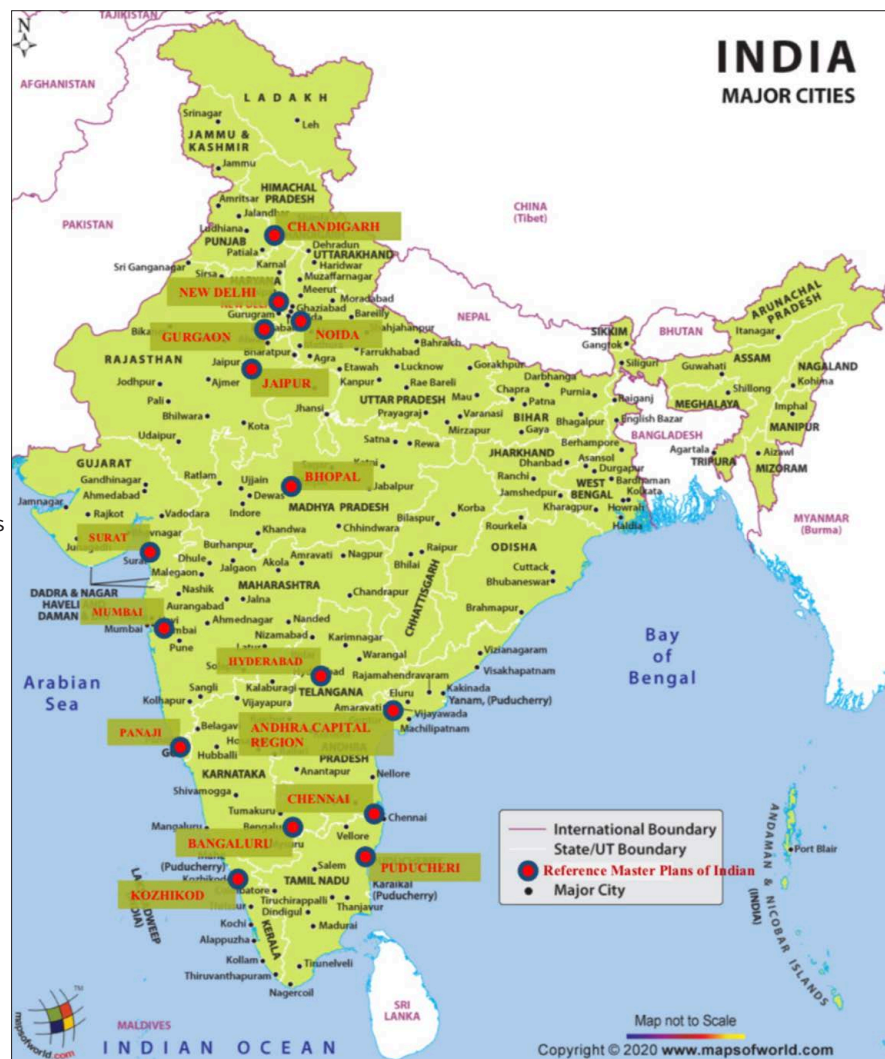 N
TAJIKISTAN
AFGHANISTAN
INDIA
MAJOR CITIES
LADAKH
Srinagar
Leh
JAMMU &
KASHMIR
Jammu
HIMACHAL
PRADESH
CHINA
(Tibet)
PAKISTAN
Amritsar
Jalandhar
Ludhiana
CHANDIGARH
PUNJAB
Patiala
Dehradun
UTTARAKHAND
Haridwar
Sri Ganganagar
Karnal
Sirsa
Muzaffarnagar
Meerut
NEW DELHI
Moradabad
Ghaziabad
Gurugram
Bareilly
GURGAON
NOIDA
NEPAL
ARUNACHAL
PRADESH
Itanagar
SIKKIM
Gangtok
BHUTAN
Bahraich
RAJASTHAN
Bharatpur
Agra
Farrukhabad
Jaipur
JAIPUR
Etawah
Lucknow
Gorakhpur
Siliguri
Guwahati
ASSAM
NAGALAND
Kohima
Jodhpur
Ajmer
Kanpur
Rae Bareli
Darbhanga
Purnia
Shillong
MEGHALAYA
Pali
UTTAR PRADESH
Mau
Chapra
Patna
Raiganj
Imphal
MANIPUR
Bhilwara
Jhansi
Prayagraj
Varanasi
BIHAR
Bhagalpur
English Bazar
Kota
Mirzapur
Gaya
BANGLADESH
Udaipur
Satna
Rewa
Berhampore
Agartala
Aizawl
TRIPURA
MIZORAM
GUJARAT
JHARKHAND
Asansol
Dhanbad
Durgapur
Gandhinagar
Ratlam
Ujjain
BHOPAL
Ranchi
WEST
BENGAL
Bardhaman
Ahmedabad
Dewas
Jabalpur
Kolkata
Jamnagar
Indore
MADHYA PRADESH
Jamshedpur
Howrah
Rajkot
Vadodara
Korba
Kharagpur
Haldia
MYANMAR
(Burma)
Khandwa
Chhindwara
Bilaspur
Rourkela
SURAT
Burhanpur
ODISHA
Surat
Dhule
Jalgaon
Akola
Amravati
Nagpur
Raipur
Bhilai
Malegaon
Cuttack
DADRA & NAGAR
Nashik
MAHARASHTRA
CHHATTISGARH
Bhubaneswar
Aurangabad
Jalna
Chandrapur
MUMBAI
Brahmapur
Mumbai
Ahmednagar
Nanded
Pune
Nizamabad
Karimnagar
Vizianagaram
Bay
of
Bengal
HYDERABAD
Warangal
Visakhapatnam
Arabian
Sea
Sangli
Kalaburagi
TELANGANA
Rajamahendravaram
Kolhapur
Vijayapura
Eluru
Kakinada
Amaravati
Yanam, (Puducherry)
PANAJI
Belagavi
ANDHRA CAPITAL
REGION
Vijayawada
Machilipatnam
Hubballi
PRADESH
KARNATAKA
Anantapur
Nellore
Shivamogga
CHENNAI
Tumakuru
Chennai
Mangaluru
BANGALURU
Vellore
(Puducherry)
PUDUCHERI
Salem
KOZHIKOD
TAMIL NADU
Karaikal
(Puducherry)
Tiruchirappalli
Thanjavur
Dindigul
Kochi
Madurai
KERALA
Alappuzha
Kollam
Tirunelveli
Thiruvanthapuram
Nagercoil
SRI
LANKA
International Boundary
State/UT Boundary
Reference Master Plans of Indian
Major City
Port Blair
ANDAMAN & NICOBAR ISLANDS
(INDIA)
TM
mapsofworld.com
MALDIVES
INDIAN OCEAN
Map not to Scale
Copyright © 2020 www.mapsofworld.com